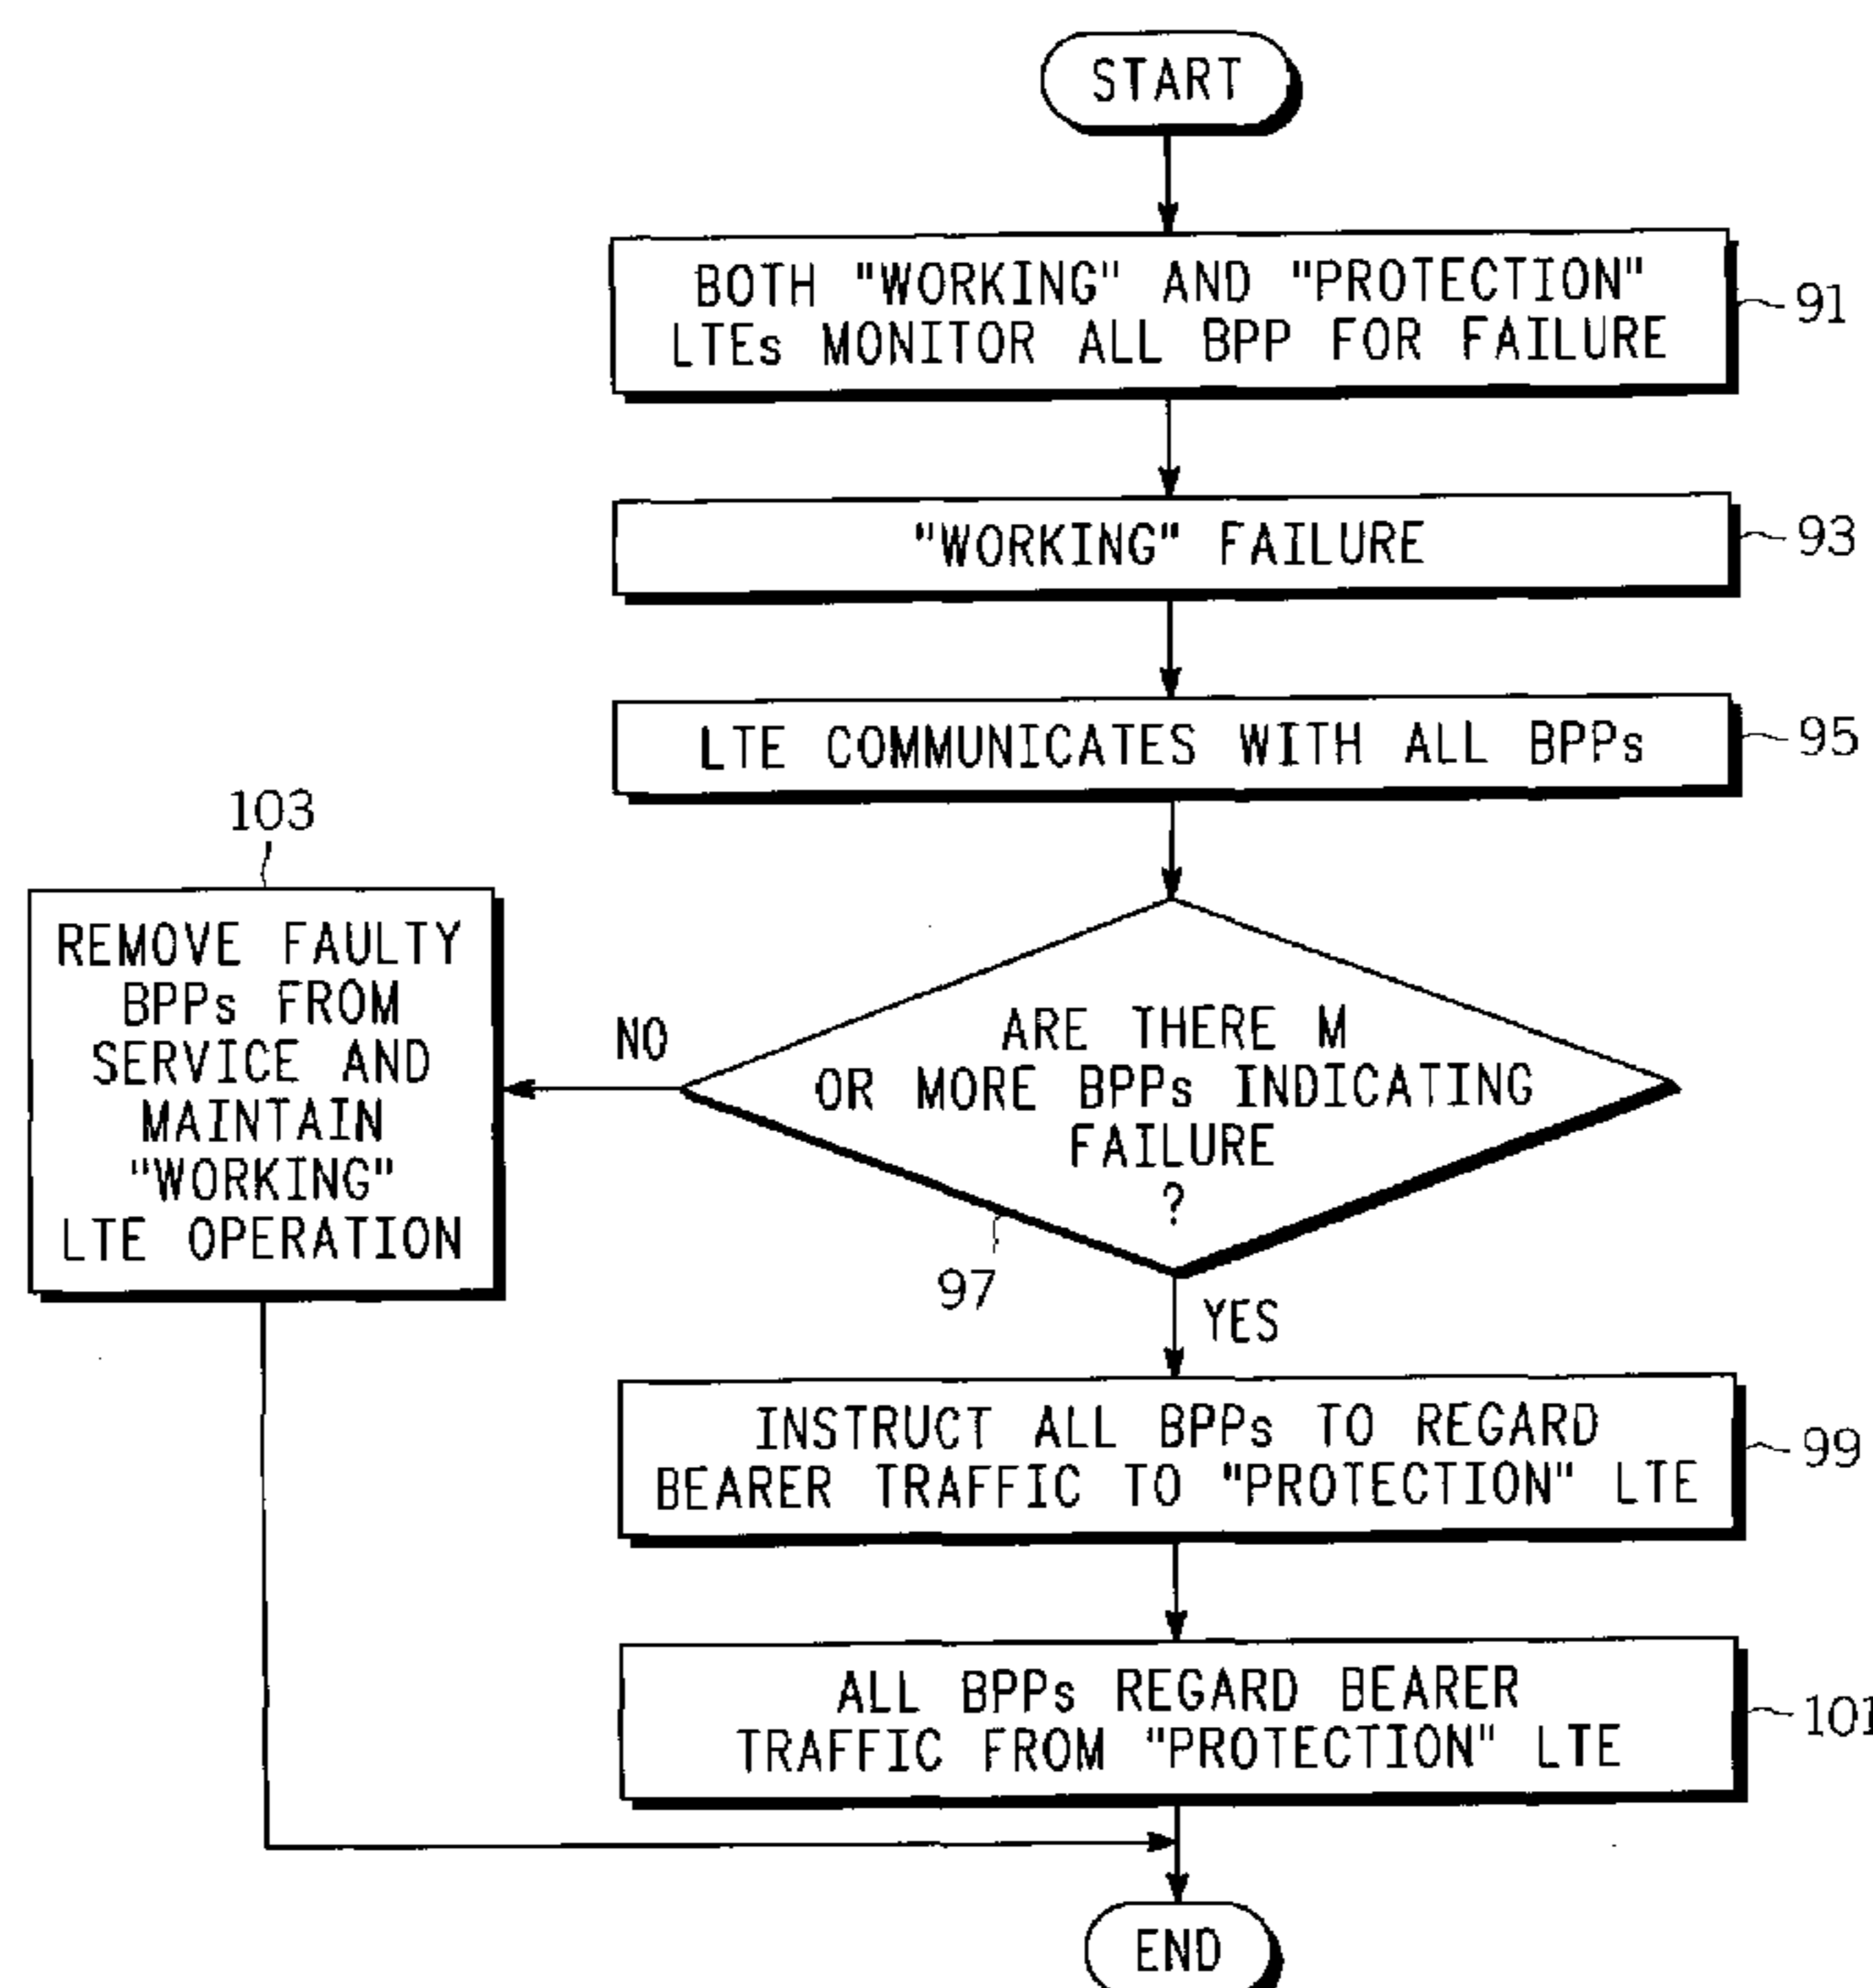 START
BOTH "WORKING" AND "PROTECTION"
LTEs MONITOR ALL BPP FOR FAILURE
91
"WORKING" FAILURE
93
LTE COMMUNICATES WITH ALL BPPs
95
103
REMOVE FAULTY
BPPs FROM
SERVICE AND
MAINTAIN
"WORKING"
LTE OPERATION
NO
ARE THERE M
OR MORE BPPs INDICATING
FAILURE
?
97
YES
INSTRUCT ALL BPPs TO REGARD
BEARER TRAFFIC TO "PROTECTION" LTE
99
ALL BPPs REGARD BEARER
TRAFFIC FROM "PROTECTION" LTE
101
END